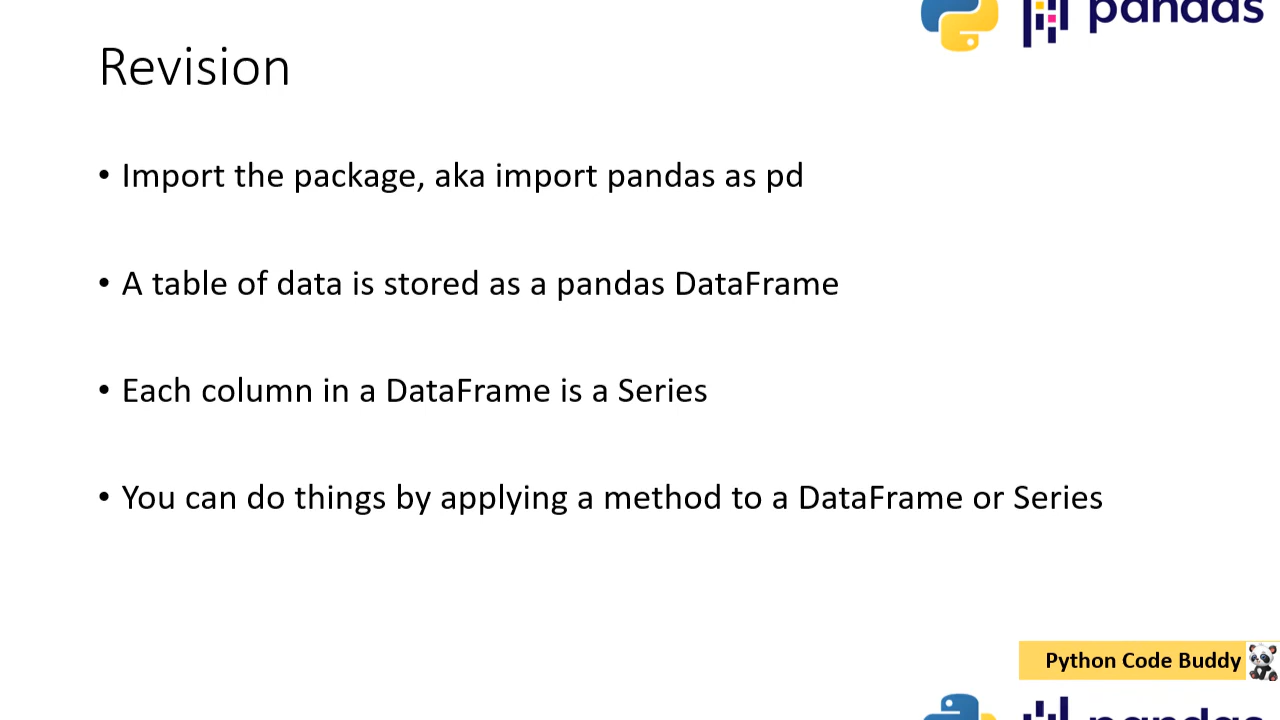 pandas
Revision
• Import the package, aka import pandas as pd
• A table of data is stored as a pandas DataFrame
• Each column in a DataFrame is a Series
• You can do things by applying a method to a DataFrame or Series
Python Code Buddy
pandas